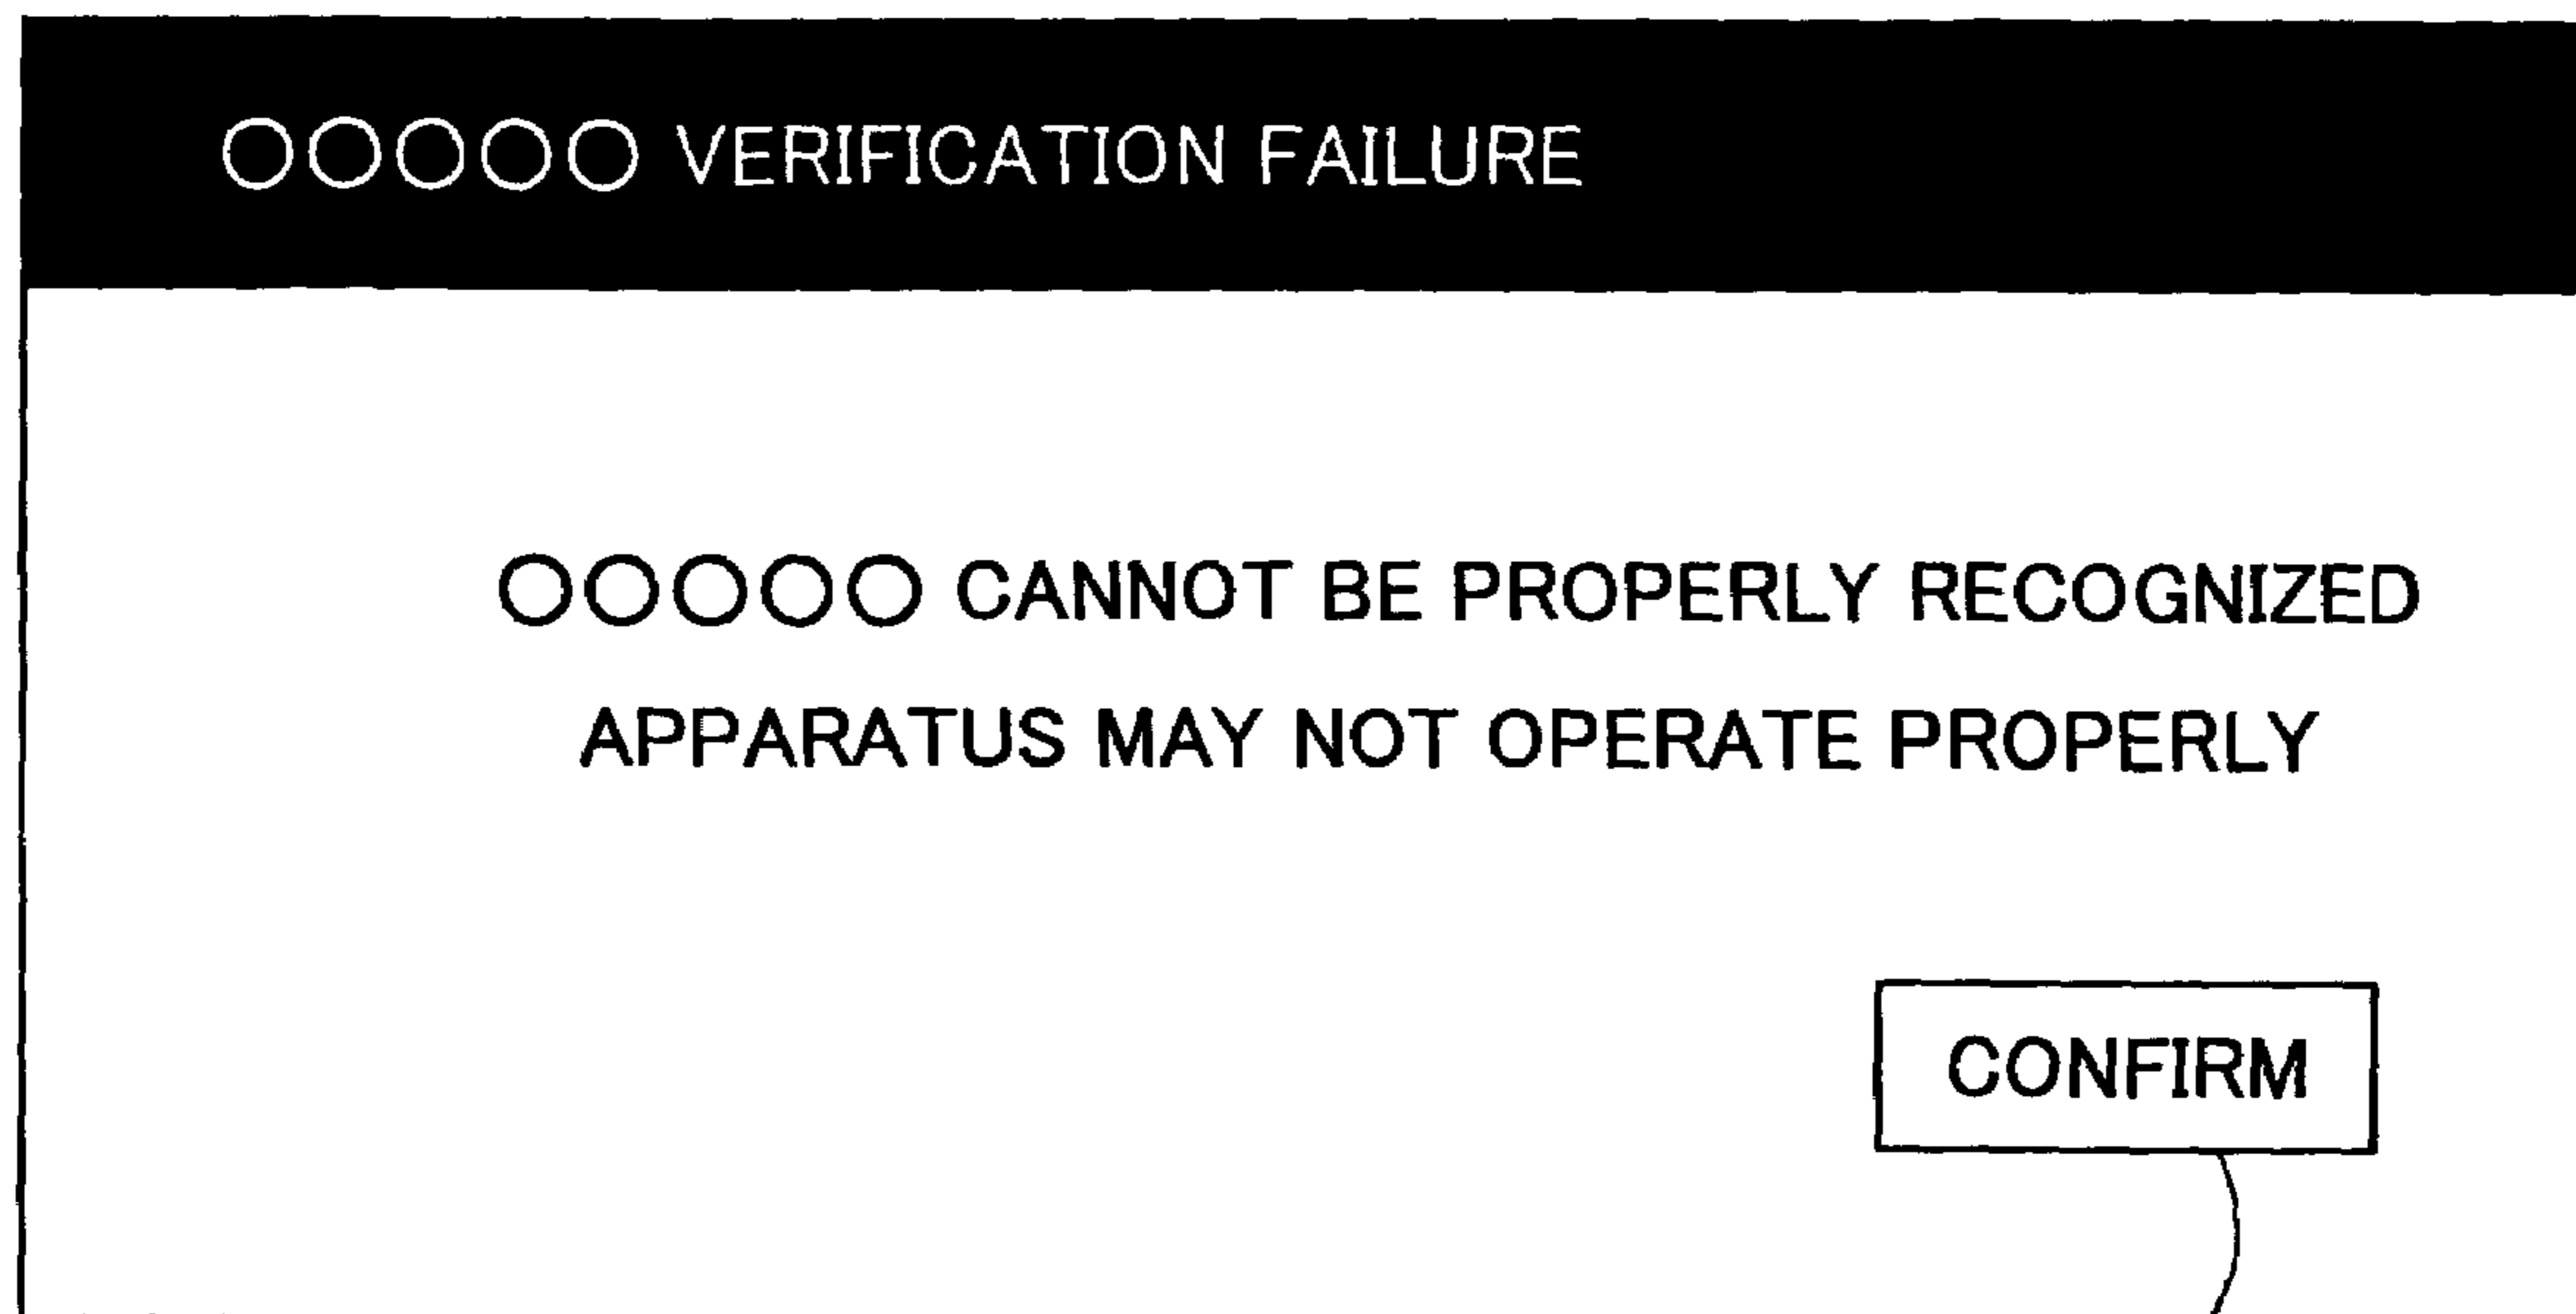 ○○○○○ VERIFICATION FAILURE
○○○○○ CANNOT BE PROPERLY RECOGNIZED
APPARATUS MAY NOT OPERATE PROPERLY
CONFIRM